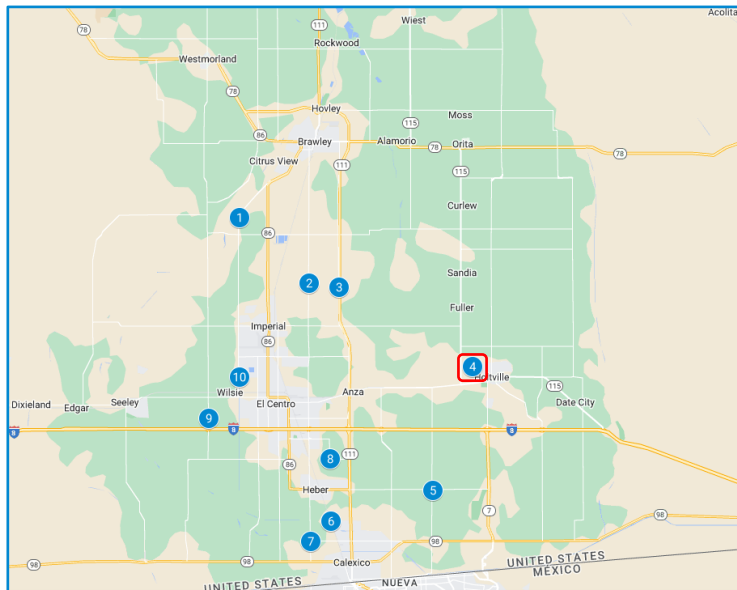 Acolita
Wiest
78
111
Rockwood
Westmorland
78
Hovley
Moss
115
86
Brawley
Alamorio
78
Orita
78
Citrus View
111
115
Curlew
1
86
Sandia
2
3
Fuller
Imperial
86
4
Holtville
10
Wilsie
Anza
115
Dixieland
Edgar
Seeley
El Centro
Date City
9
8
8
8
8
111
86
Heber
5
7
6
98
7
98
98
98
Calexico
UNITED STATES
MÉXICO
UNITED STATES
NUEVA